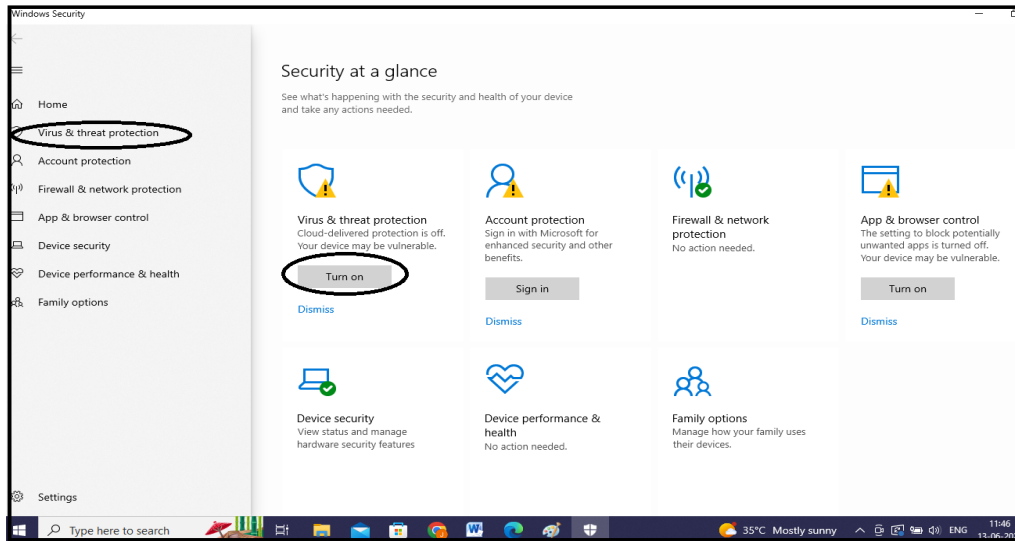 Windows Security
Home
Virus & threat protection
Account protection
Firewall & network protection
App & browser control
Device security
Device performance & health
Family options
Settings
Security at a glance
See what's happening with the security and health of your device
and take any actions needed.
Virus & threat protection
Cloud-delivered protection is off.
Your device may be vulnerable.
Turn on
Dismiss
Account protection
Sign in with Microsoft for
enhanced security and other
benefits.
Sign in
Dismiss
Firewall & network
protection
No action needed.
App & browser control
The setting to block potentially
unwanted apps is turned off.
Your device may be vulnerable.
Turn on
Dismiss
Device security
View status and manage
hardware security features
Device performance &
health
No action needed.
Family options
Manage how your family uses
their devices.
Type here to search
35°C Mostly sunny
ENG
11:46